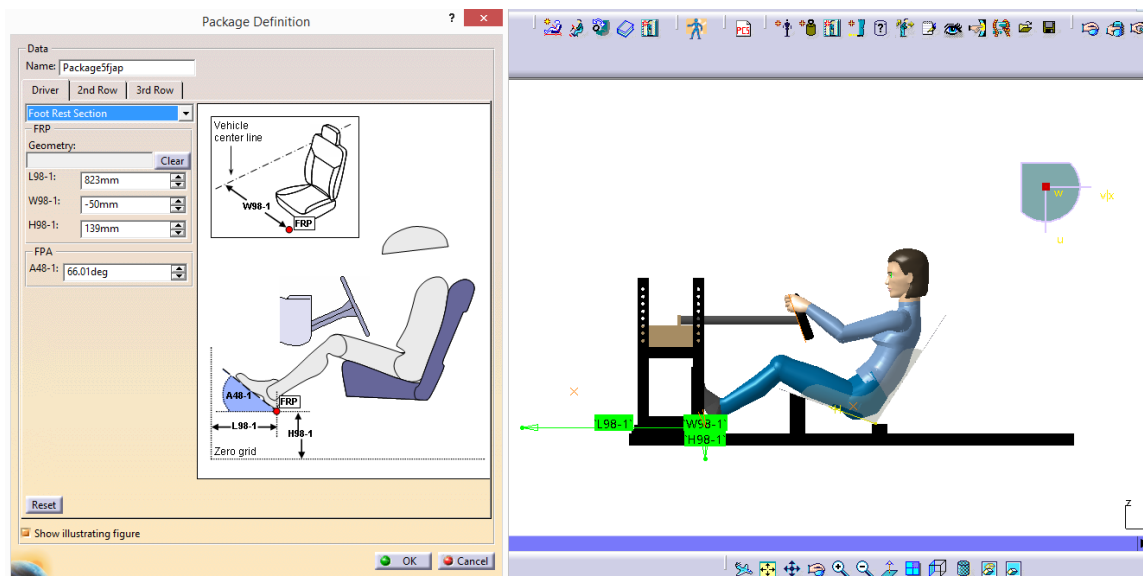 Package Definition
?
×
Data
Name: Package5fjap
Driver
2nd Row
3rd Row
Foot Rest Section
FRP
Geometry:
Clear
L98-1: 823mm
W98-1: -50mm
H98-1: 139mm
FPA
A48-1: 66.01deg
Vehicle
center line
W98-1
FRP
A48-1
FRP
L98-1
H98-1
Zero grid
Reset
Show illustrating figure
OK
Cancel
PCS
w
v|x
u
`L98-1`
`W98-1`
`H98-1`
z